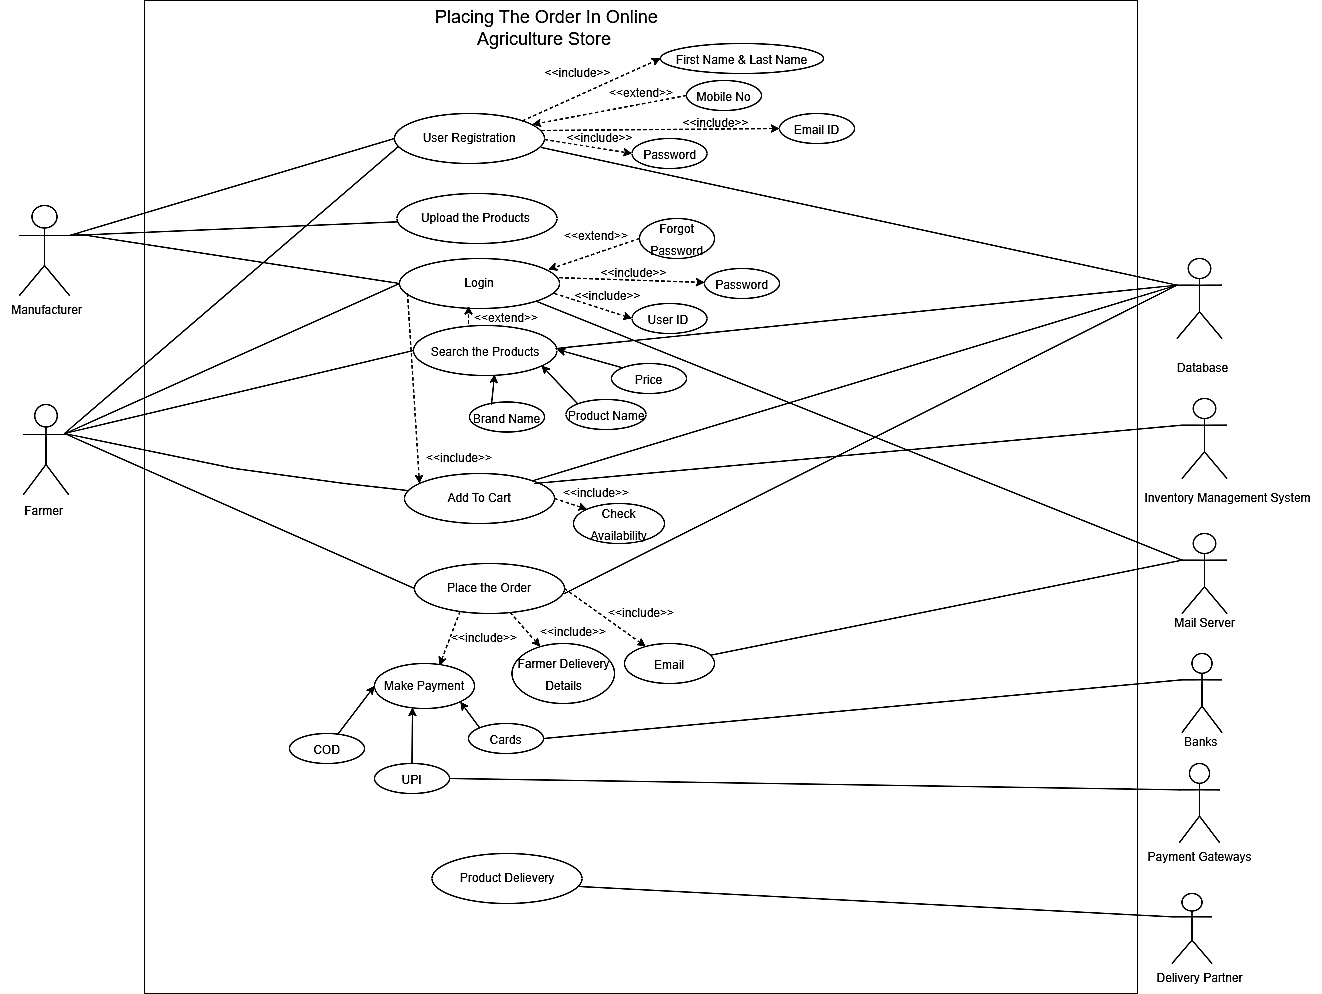 Placing The Order In Online
Agriculture Store
First Name & Last Name
<<include>>
<<extend>>
Mobile No
<<include>>
Email ID
User Registration
<<include>>
Password
Upload the Products
Forgot
Password
<<extend>>
Login
<<include>>
Password
<<include>>
User ID
<<extend>>
Search the Products
Price
Brand Name
Product Name
<<include>>
Add To Cart
<<include>>
Check
Availability
Place the Order
<<include>>
<<include>>
<<include>>
Farmer Delievery
Details
Email
Make Payment
COD
Cards
UPI
Product Delievery
Manufacturer
Farmer
Database
Inventory Management System
Mail Server
Banks
Payment Gateways
Delivery Partner